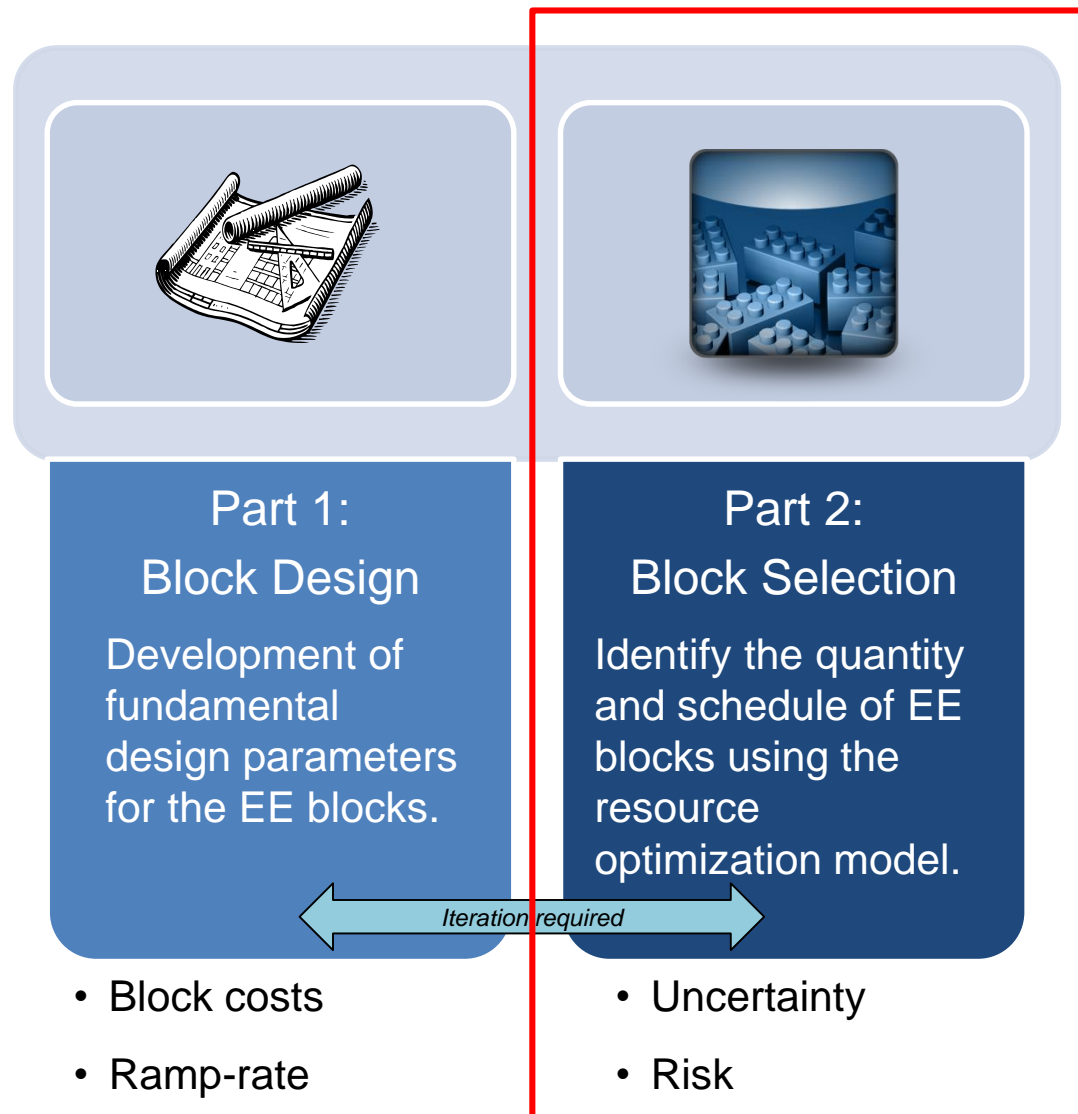 Part 1:
Block Design
Development of
fundamental
design parameters
for the EE blocks.
Part 2:
Block Selection
Identify the quantity
and schedule of EE
blocks using the
resource
optimization model.
Iteration required
• Block costs
• Ramp-rate
• Uncertainty
• Risk